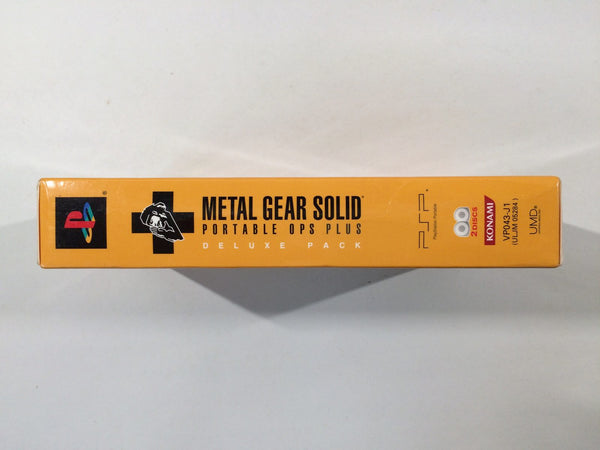 METAL GEAR SOLID
PORTABLE OPS PLUS
DELUXE PACK
PSP
PlayStation Portable
2 DISCS
KONAMI
VP043-J1
(ULJM 05284)
UMD